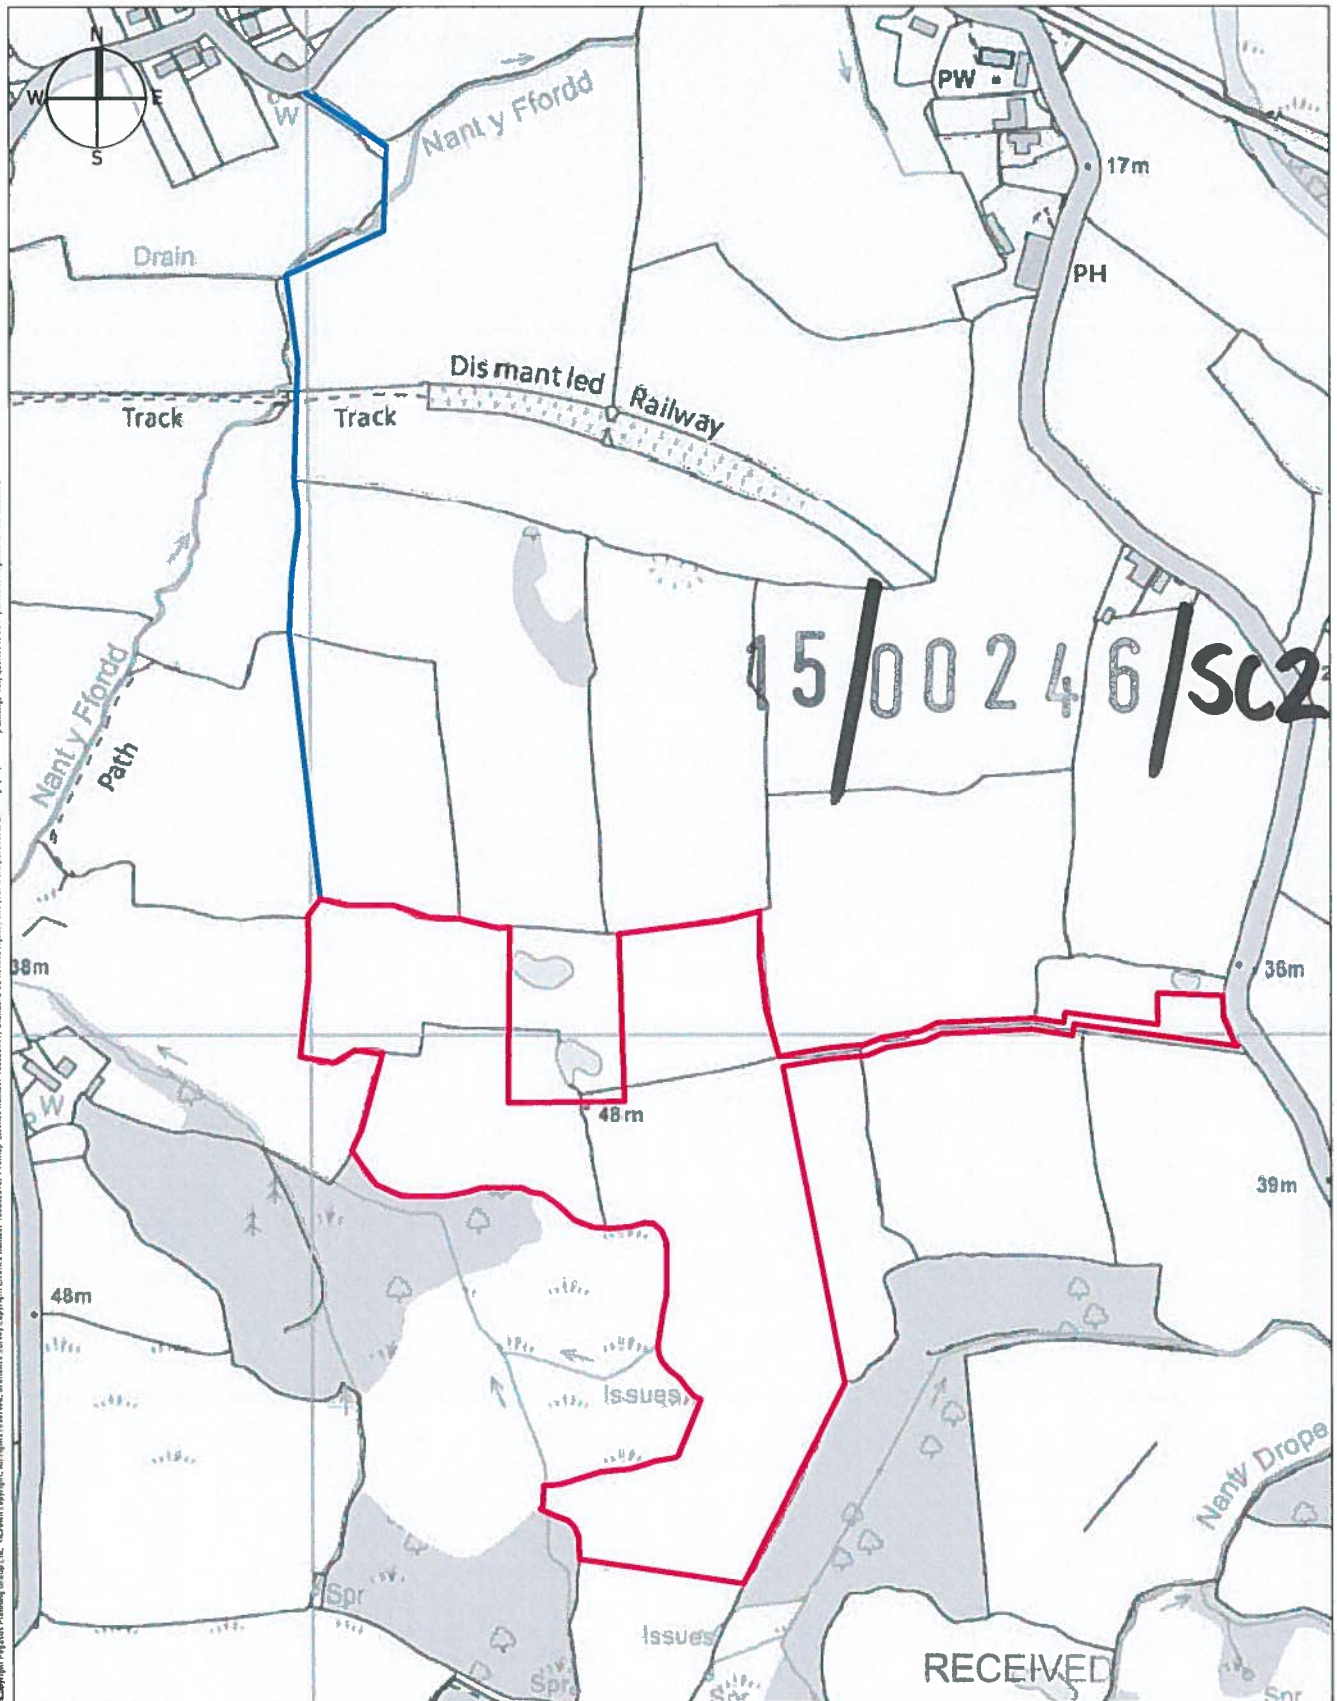 N
W E
S
W
Nant y Ffordd
PW
17m
Drain
PH
Dismantled Railway
Track
Track
15/00246/SC2
Nant y Ffordd
Path
38m
36m
W
48m
39m
48m
Issues
Nant y Drope
Spr
Issues
RECEIVED
Spr
Spr
Spr